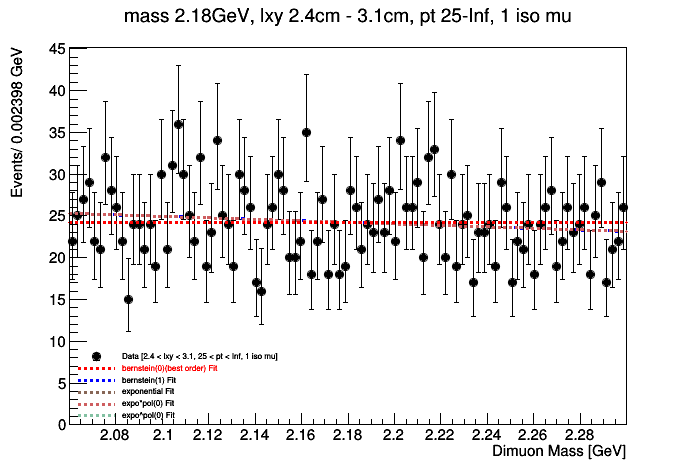 mass 2.18GeV, lxy 2.4cm - 3.1cm, pt 25-Inf, 1 iso mu
Events/ 0.002398 GeV
45
40
35
30
25
20
15
10
5
0
Data [2.4 < lxy < 3.1, 25 < pt < Inf, 1 iso mu]
bernstein(0)(best order) Fit
bernstein(1) Fit
exponential Fit
expo*pol(0) Fit
expo^pol(0) Fit
2.08 2.1 2.12 2.14 2.16 2.18 2.2 2.22 2.24 2.26 2.28
Dimuon Mass [GeV]